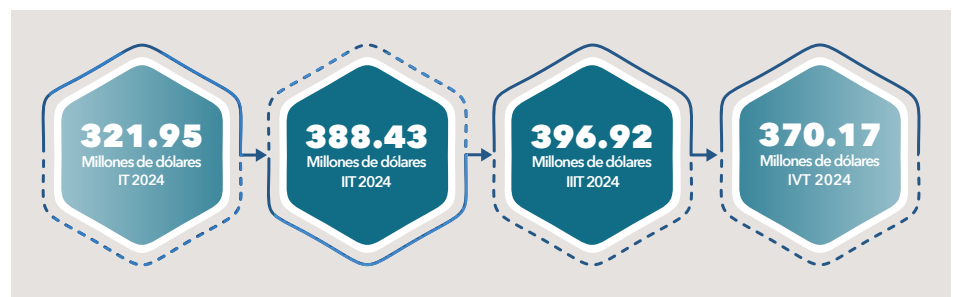 321.95
Millones de dólares
IT 2024
388.43
Millones de dólares
IIT 2024
396.92
Millones de dólares
IIIT 2024
370.17
Millones de dólares
IVT 2024